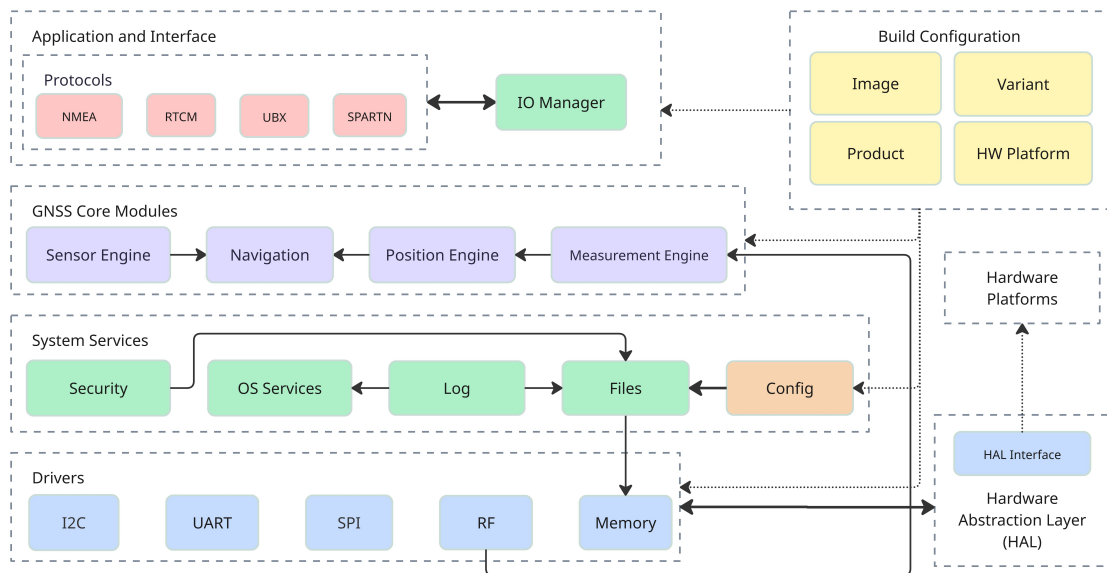 Application and Interface
Protocols
NMEA
RTCM
UBX
SPARTN
IO Manager
Build Configuration
Image
Variant
Product
HW Platform
GNSS Core Modules
Sensor Engine
Navigation
Position Engine
Measurement Engine
Hardware
Platforms
System Services
Security
OS Services
Log
Files
Config
Drivers
I2C
UART
SPI
RF
Memory
HAL Interface
Hardware
Abstraction Layer
(HAL)